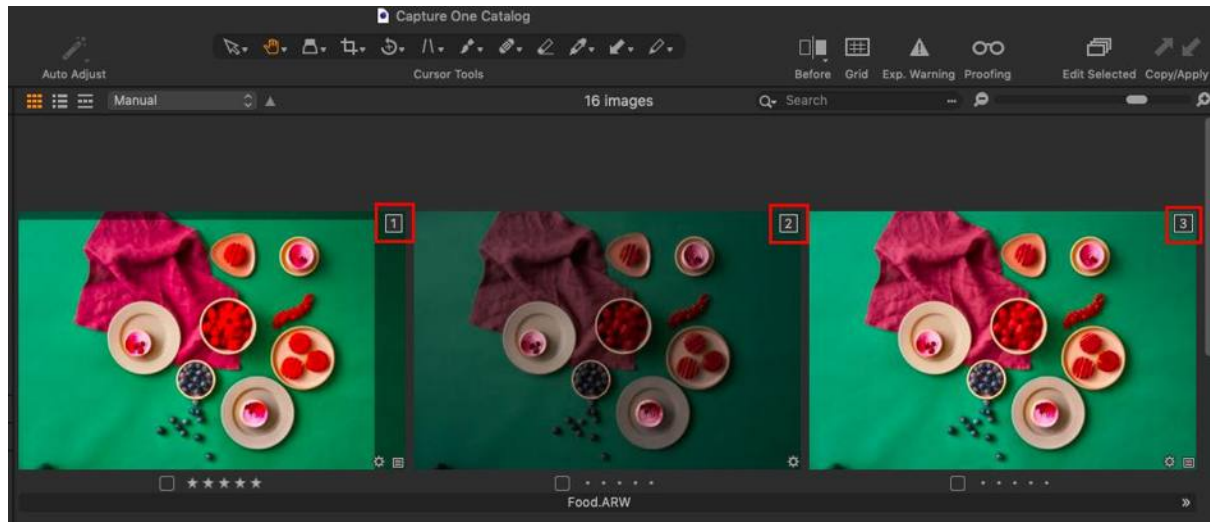 Capture One Catalog
Auto Adjust
Cursor Tools
Before Grid Exp. Warning Proofing Edit Selected Copy/Apply
Manual 16 images Search
1 2 3
Food.ARW